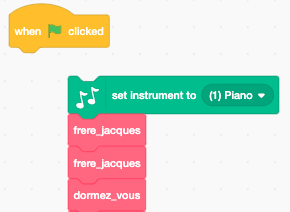 when clicked
set instrument to (1) Piano
frere_jacques
frere_jacques
dormez_vous